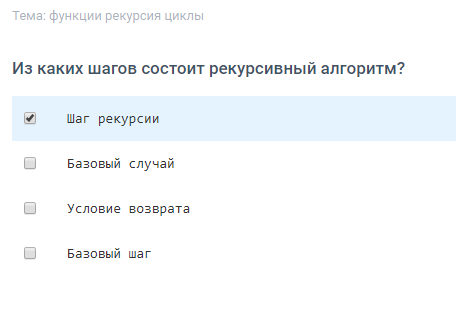 Тема: функции рекурсия циклы
Из каких шагов состоит рекурсивный алгоритм?
Шаг рекурсии
Базовый случай
Условие возврата
Базовый шаг